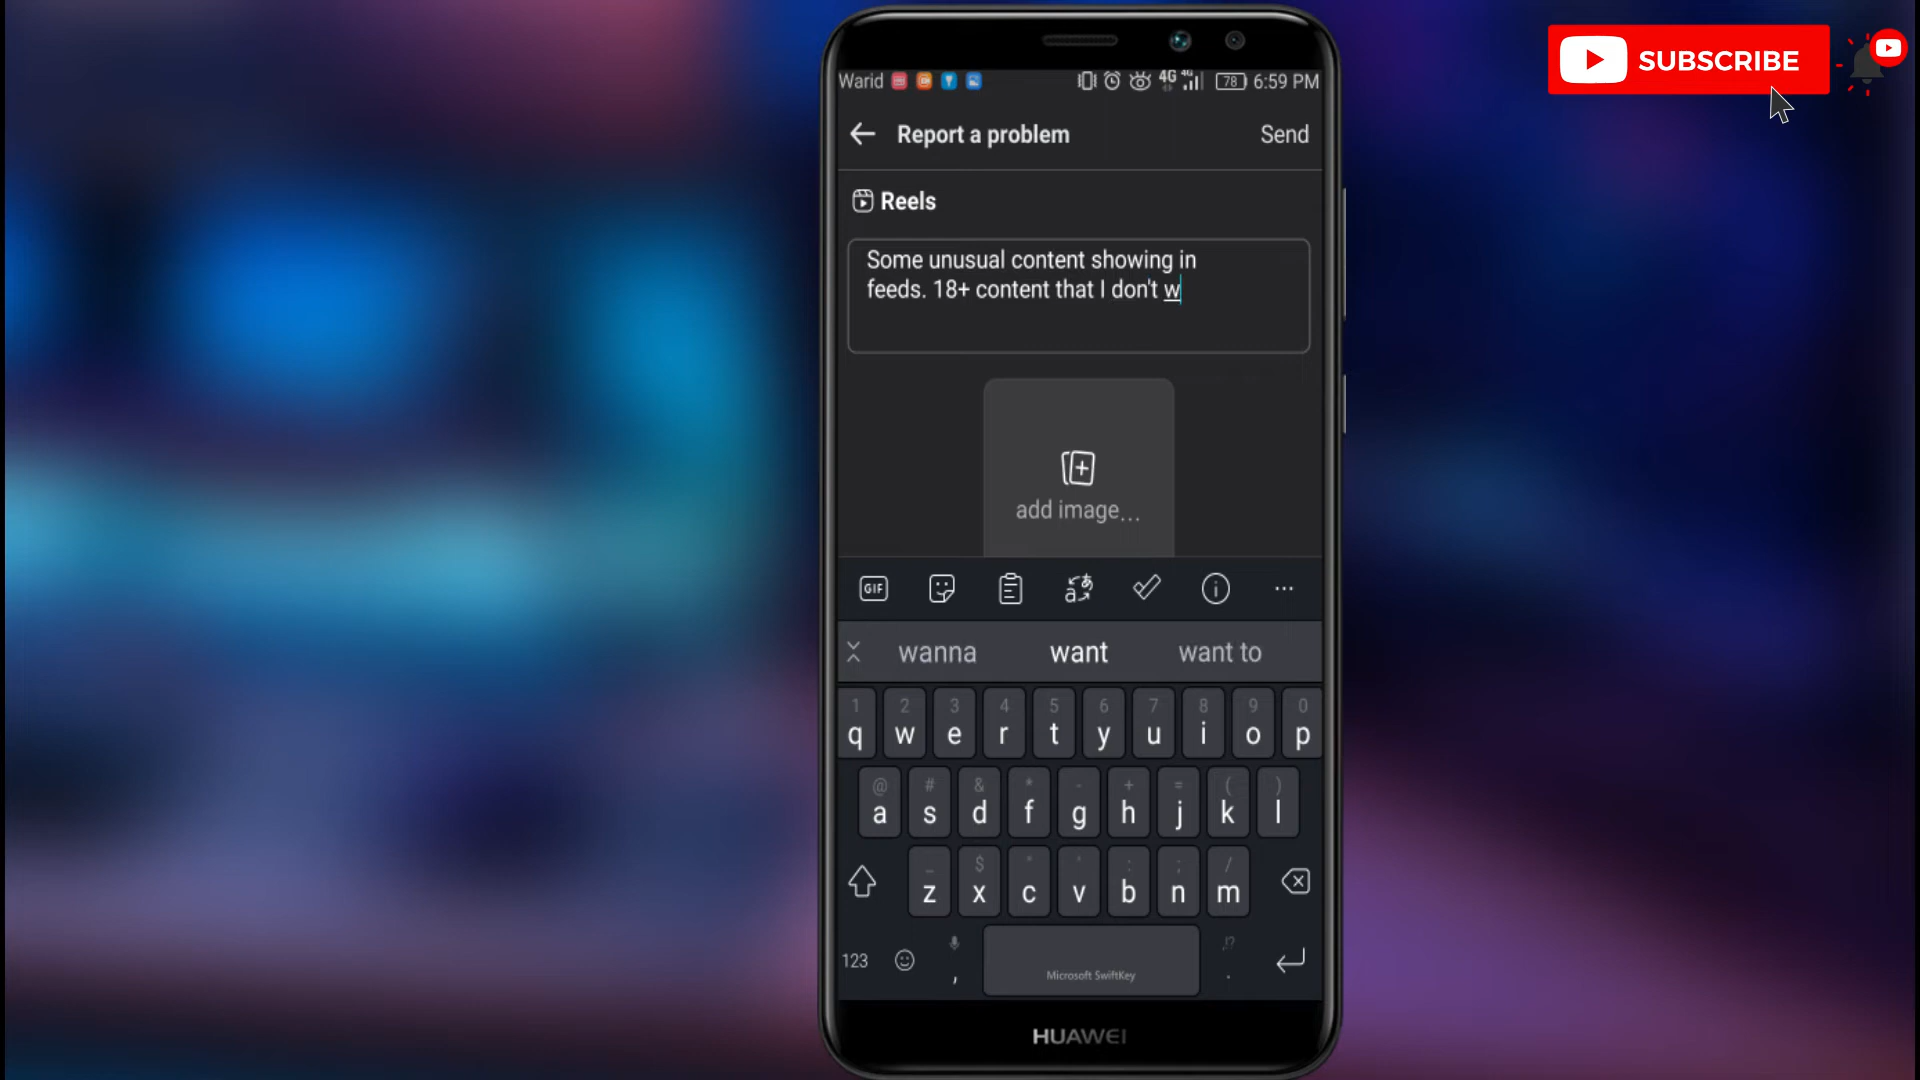 SUBSCRIBE
Warid 4G 4G 78 6:59 PM
Report a problem Send
Reels
Some unusual content showing in
feeds. 18+ content that I don't w
add image...
GIF
wanna want want to
1 2 3 4 5 6 7 8 9 0
q w e r t y u i o p
@ # & * - + = ( )
a s d f g h j k l
_ $ " ' : ; /
z x c v b n m
123 , Microsoft SwiftKey ,!? .
HUAWEI